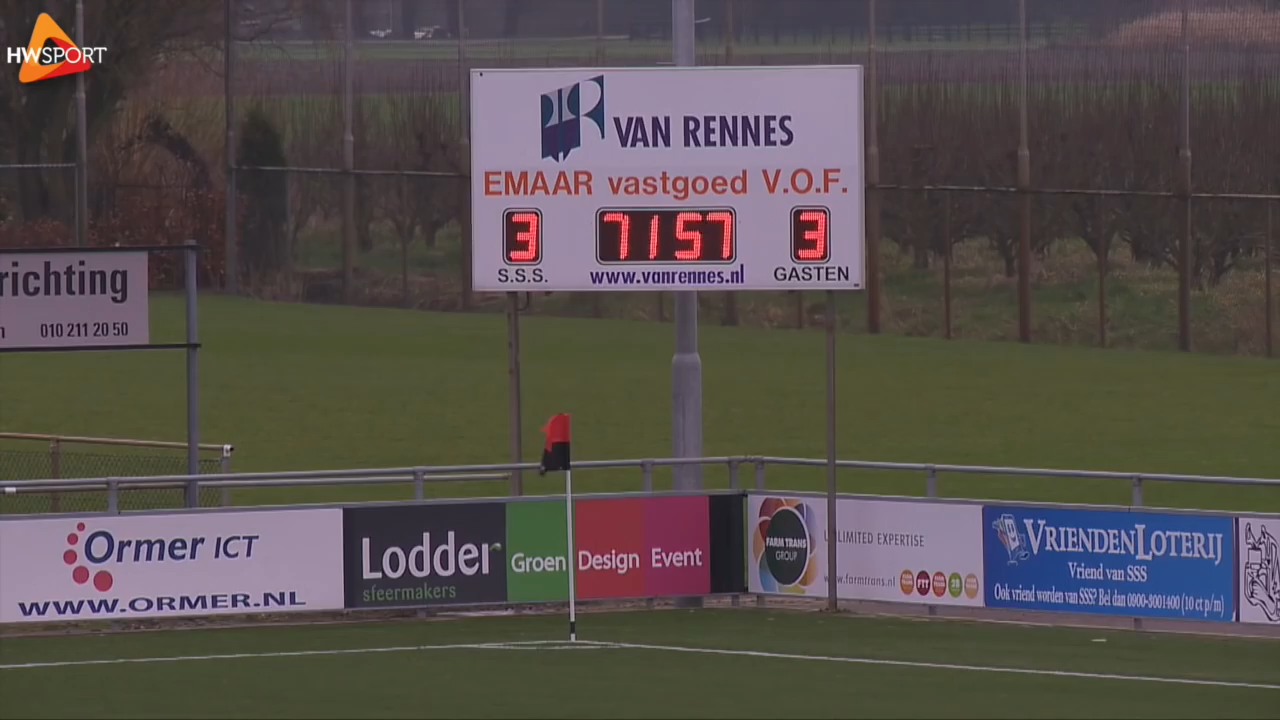 HWSPORT
VAN RENNES
EMAAR vastgoed V.O.F.
3 71 57 3
S.S.S. www.vanrennes.nl GASTEN
richting
010 211 20 50
Ormer ICT
WWW.ORMER.NL
Lodder
sfeermakers
Groen Design Event
FARM TRANS
GROUP
LIMITED EXPERTISE
w.farmtrans.nl
VRIENDENLOTERIJ
Vriend van SSS
Ook vriend worden van SSS? Bel dan 0900-3001400 (10 ct p/m)